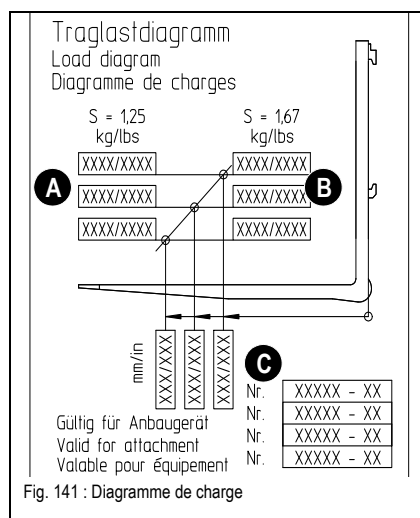 Traglastdiagramm
Load diagram
Diagramme de charges
S = 1,25
kg/lbs
S = 1,67
kg/lbs
A
XXXX/XXXX
XXXX/XXXX
XXXX/XXXX
XXXX/XXXX
XXXX/XXXX
XXXX/XXXX
B
mm/in
XXX/XXX
XXX/XXX
XXX/XXX
C
Nr. XXXXX - XX
Nr. XXXXX - XX
Nr. XXXXX - XX
Nr. XXXXX - XX
Gültig für Anbaugerät
Valid for attachment
Valable pour équipement
Fig. 141 : Diagramme de charge